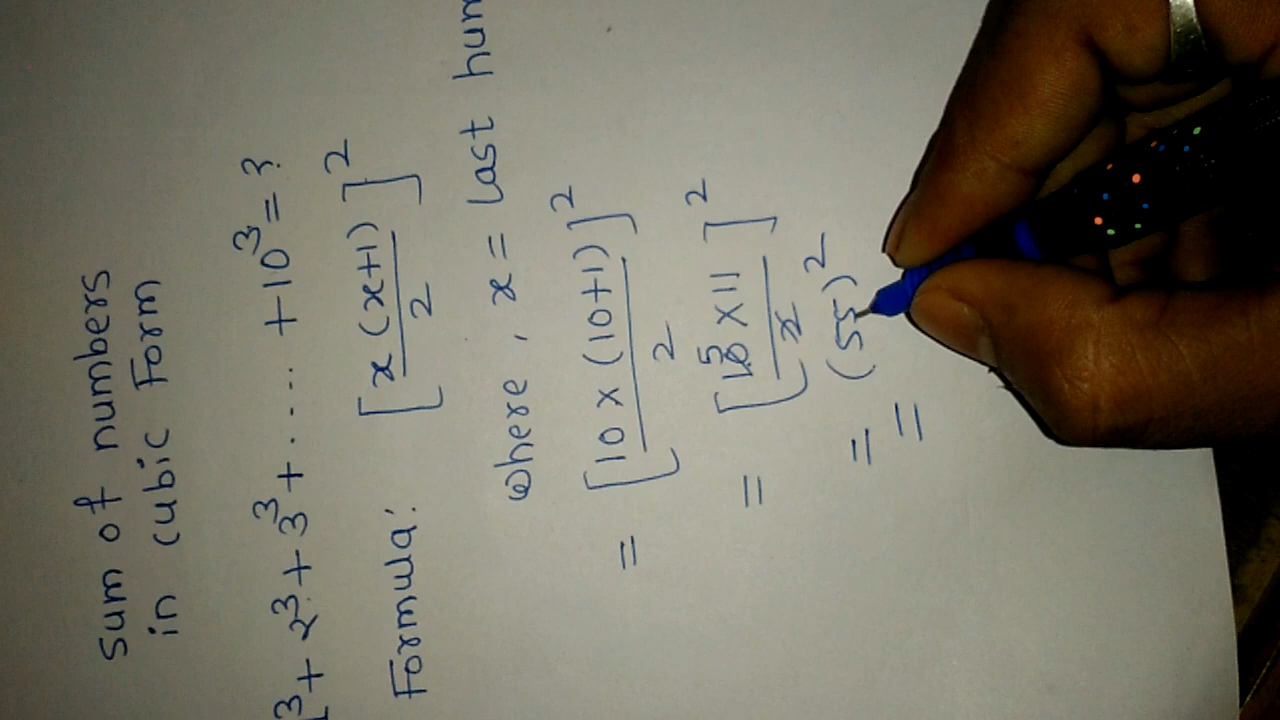 sum of numbers
in cubic Form
1³ + 2³ + 3³ + .... + 10³ = ?
Formula: [x(x+1)/2]²
where, x = Last
= [10 × (10+1)/2]²
= [10 5 × 11/2]²
= (55)²
=